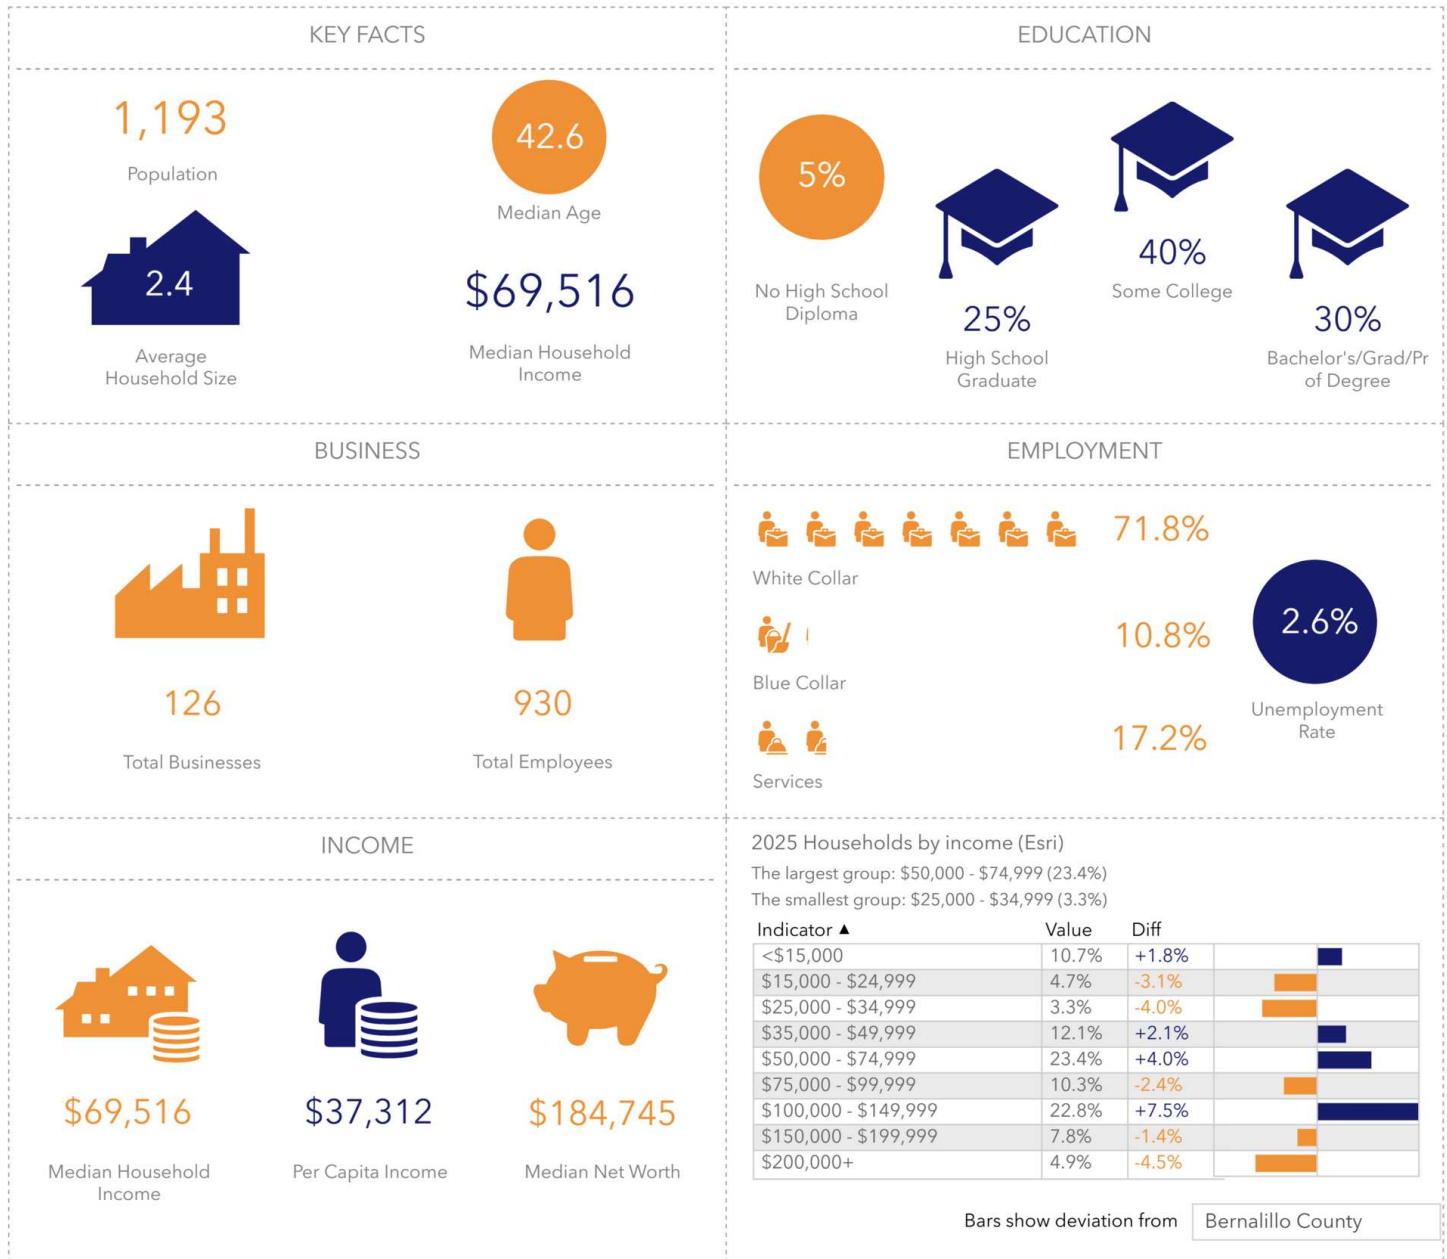 KEY FACTS
1,193
Population
42.6
Median Age
2.4
Average
Household Size
$69,516
Median Household
Income
EDUCATION
5%
No High School
Diploma
25%
High School
Graduate
40%
Some College
30%
Bachelor's/Grad/Pr
of Degree
BUSINESS
126
Total Businesses
930
Total Employees
EMPLOYMENT
71.8%
White Collar
10.8%
Blue Collar
17.2%
Services
2.6%
Unemployment
Rate
INCOME
$69,516
Median Household
Income
$37,312
Per Capita Income
$184,745
Median Net Worth
2025 Households by income (Esri)
The largest group: $50,000 - $74,999 (23.4%)
The smallest group: $25,000 - $34,999 (3.3%)
Indicator ▲ Value Diff
<$15,000 10.7% +1.8%
$15,000 - $24,999 4.7% -3.1%
$25,000 - $34,999 3.3% -4.0%
$35,000 - $49,999 12.1% +2.1%
$50,000 - $74,999 23.4% +4.0%
$75,000 - $99,999 10.3% -2.4%
$100,000 - $149,999 22.8% +7.5%
$150,000 - $199,999 7.8% -1.4%
$200,000+ 4.9% -4.5%
Bars show deviation from Bernalillo County